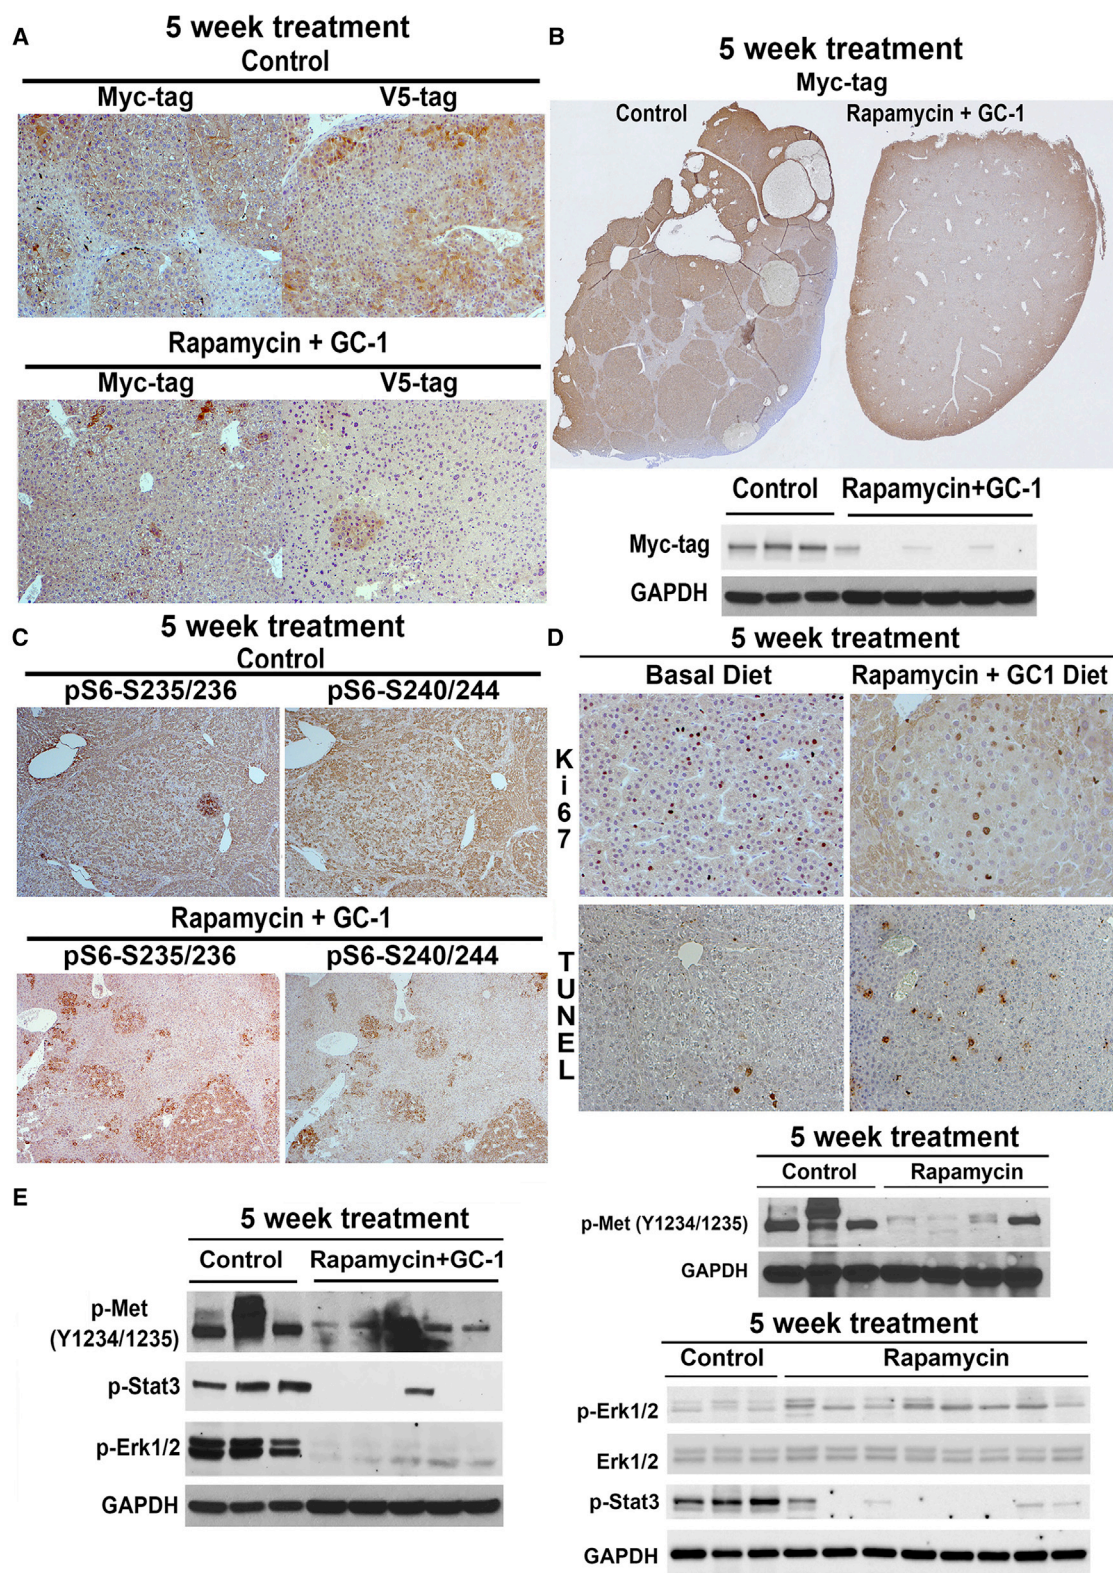 A
5 week treatment
Control
Myc-tag V5-tag
Rapamycin + GC-1
Myc-tag V5-tag
B
5 week treatment
Myc-tag
Control Rapamycin + GC-1
Control Rapamycin+GC-1
Myc-tag
GAPDH
C
5 week treatment
Control
pS6-S235/236 pS6-S240/244
Rapamycin + GC-1
pS6-S235/236 pS6-S240/244
D
5 week treatment
Basal Diet Rapamycin + GC1 Diet
Ki67
TUNEL
E
5 week treatment
Control Rapamycin+GC-1
p-Met
(Y1234/1235)
p-Stat3
p-Erk1/2
GAPDH
5 week treatment
Control Rapamycin
p-Met (Y1234/1235)
GAPDH
5 week treatment
Control Rapamycin
p-Erk1/2
Erk1/2
p-Stat3
GAPDH